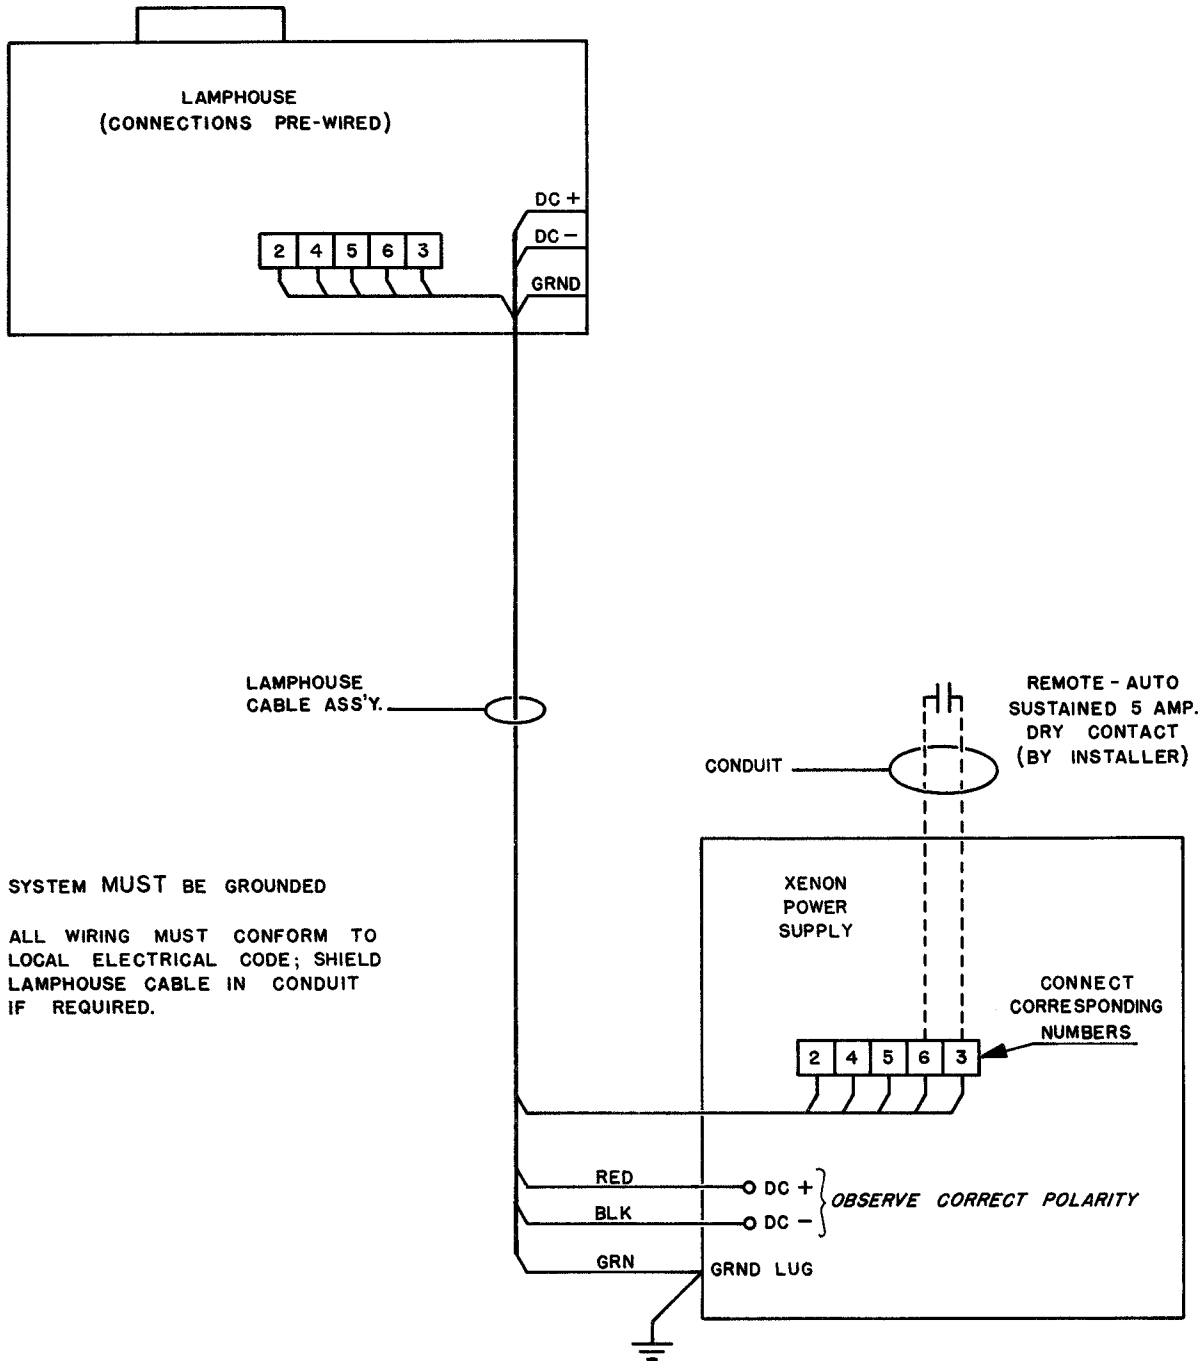 LAMPHOUSE
(CONNECTIONS PRE-WIRED)
DC +
DC -
GRND
2 4 5 6 3
LAMPHOUSE
CABLE ASS'Y.
REMOTE - AUTO
SUSTAINED 5 AMP.
DRY CONTACT
(BY INSTALLER)
CONDUIT
SYSTEM MUST BE GROUNDED
ALL WIRING MUST CONFORM TO
LOCAL ELECTRICAL CODE; SHIELD
LAMPHOUSE CABLE IN CONDUIT
IF REQUIRED.
XENON
POWER
SUPPLY
CONNECT
CORRESPONDING
NUMBERS
2 4 5 6 3
RED
DC +
BLK
DC -
OBSERVE CORRECT POLARITY
GRN
GRND LUG